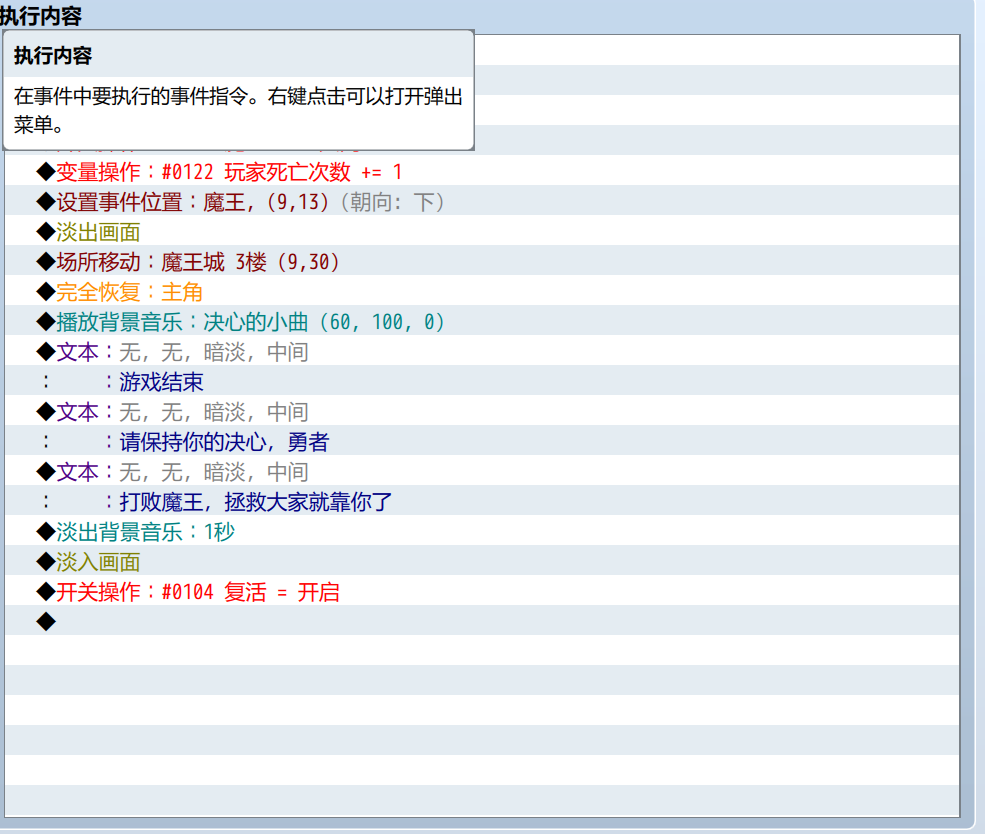 执行内容
执行内容
在事件中要执行的事件指令。右键点击可以打开弹出
菜单。
◆变量操作：#0122 玩家死亡次数 += 1
◆设置事件位置：魔王, (9,13) (朝向: 下)
◆淡出画面
◆场所移动：魔王城 3楼 (9,30)
◆完全恢复：主角
◆播放背景音乐：决心的小曲 (60, 100, 0)
◆文本：无, 无, 暗淡, 中间
：　　：游戏结束
◆文本：无, 无, 暗淡, 中间
：　　：请保持你的决心，勇者
◆文本：无, 无, 暗淡, 中间
：　　：打败魔王，拯救大家就靠你了
◆淡出背景音乐：1秒
◆淡入画面
◆开关操作：#0104 复活 = 开启
◆